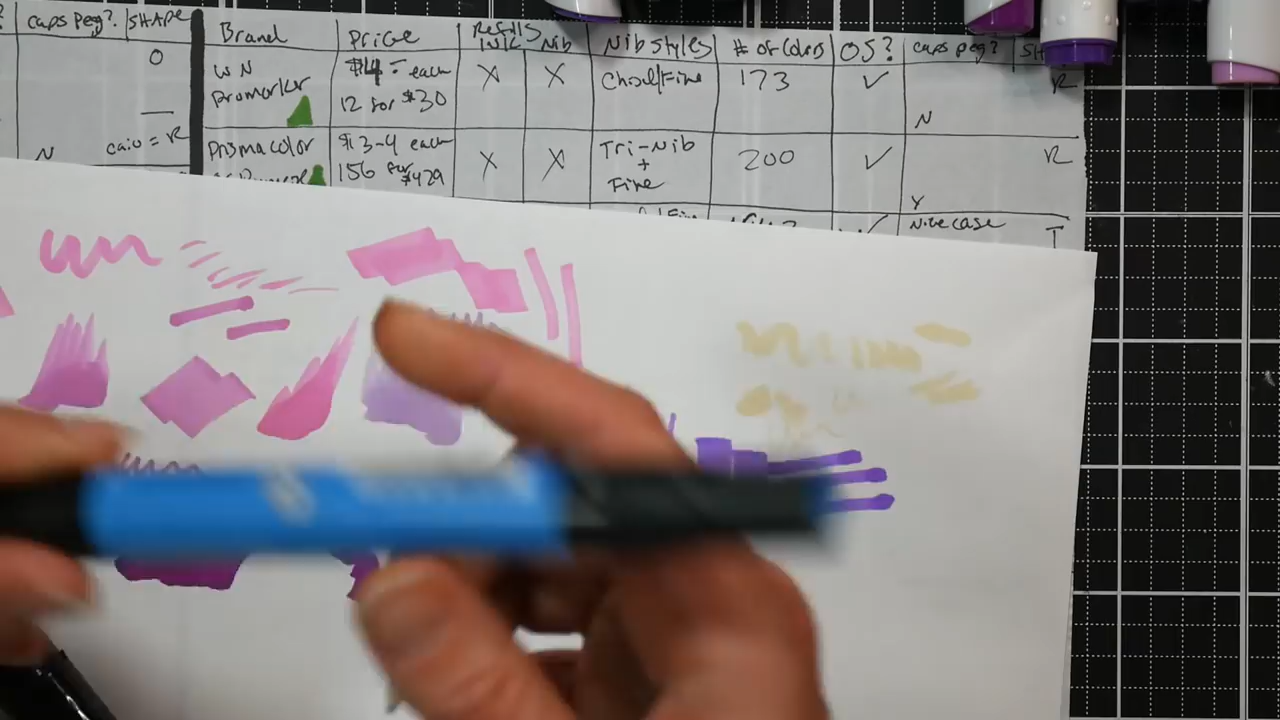 caps peg? SHAPE
O
—
N caio = R
Brand Price Refills Ink Nib Nib Styles # of Colors OS? caps peg?
WN promarker $4- each 12 for $30 X X Chisel/Fine 173 ✓ N R
Prismacolor $3-4 each 156 for $429 X X Tri-Nib + Fine 200 ✓ Y R
Nice case T